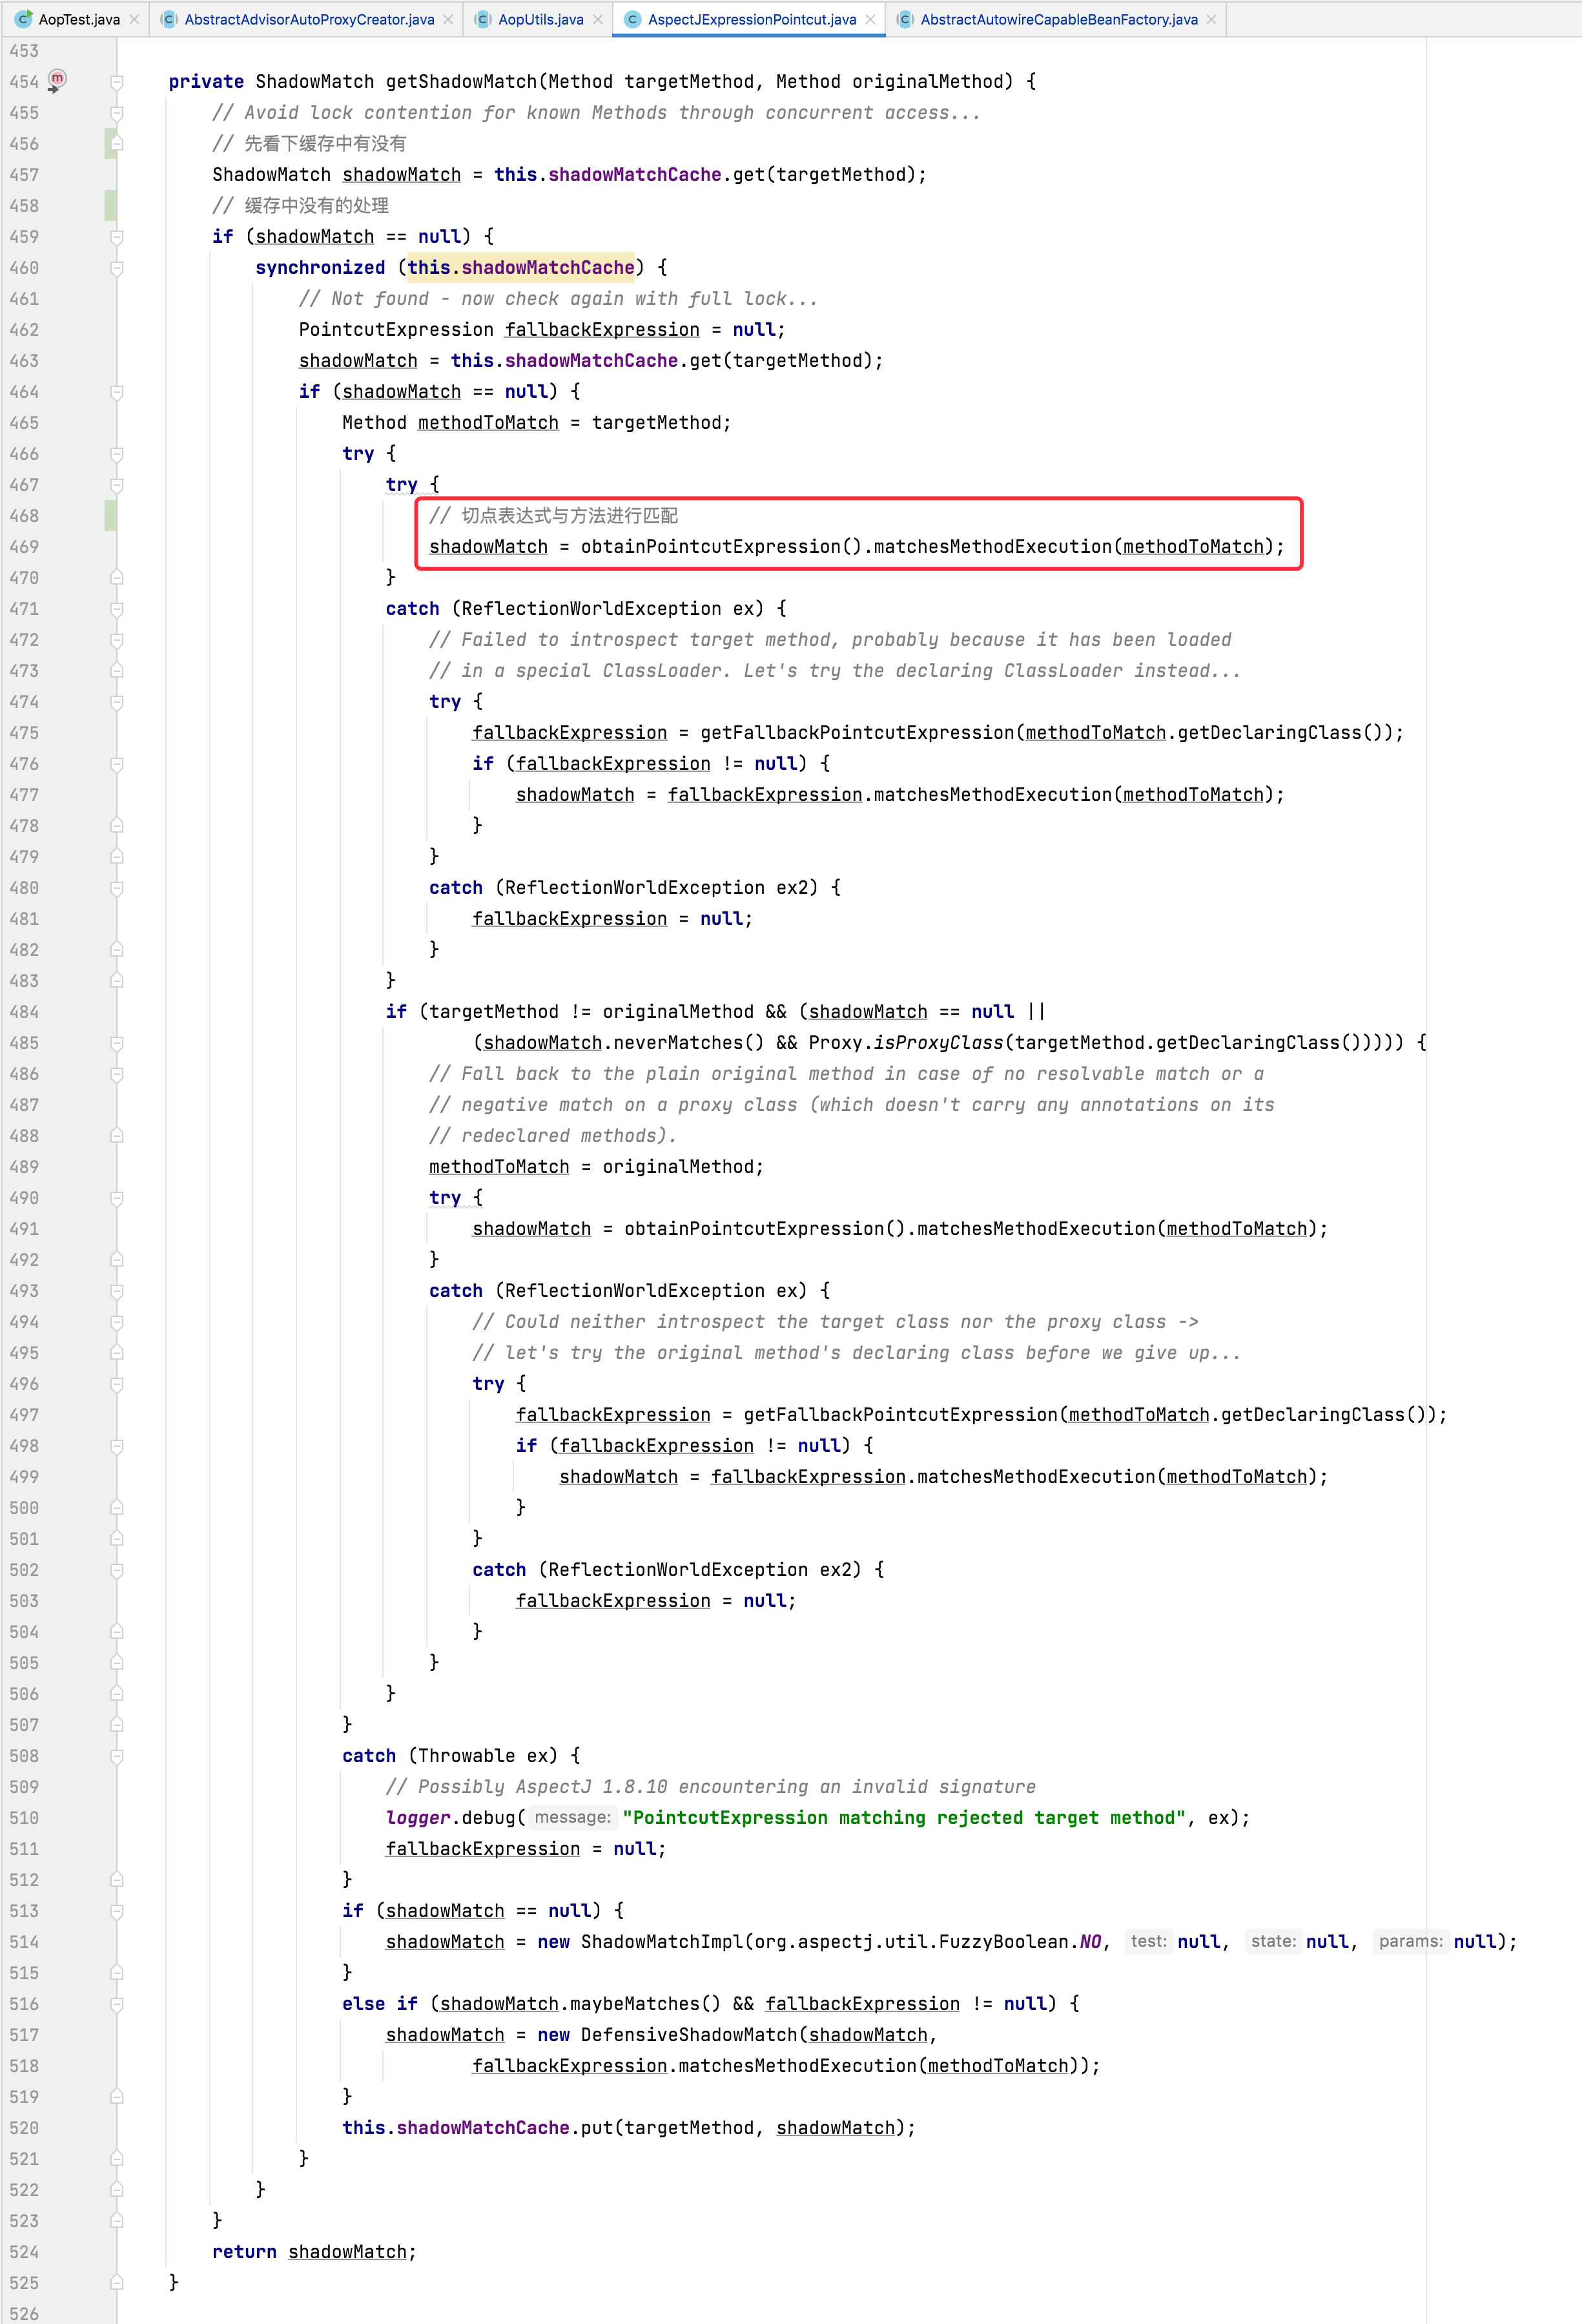 AopTest.java AbstractAdvisorAutoProxyCreator.java AopUtils.java AspectJExpressionPointcut.java AbstractAutowireCapableBeanFactory.java
453
454 private ShadowMatch getShadowMatch(Method targetMethod, Method originalMethod) {
455 // Avoid lock contention for known Methods through concurrent access...
456 // 先看下缓存中有没有
457 ShadowMatch shadowMatch = this.shadowMatchCache.get(targetMethod);
458 // 缓存中没有的处理
459 if (shadowMatch == null) {
460 synchronized (this.shadowMatchCache) {
461 // Not found - now check again with full lock...
462 PointcutExpression fallbackExpression = null;
463 shadowMatch = this.shadowMatchCache.get(targetMethod);
464 if (shadowMatch == null) {
465 Method methodToMatch = targetMethod;
466 try {
467 try {
468 // 切点表达式与方法进行匹配
469 shadowMatch = obtainPointcutExpression().matchesMethodExecution(methodToMatch);
470 }
471 catch (ReflectionWorldException ex) {
472 // Failed to introspect target method, probably because it has been loaded
473 // in a special ClassLoader. Let's try the declaring ClassLoader instead...
474 try {
475 fallbackExpression = getFallbackPointcutExpression(methodToMatch.getDeclaringClass());
476 if (fallbackExpression != null) {
477 shadowMatch = fallbackExpression.matchesMethodExecution(methodToMatch);
478 }
479 }
480 catch (ReflectionWorldException ex2) {
481 fallbackExpression = null;
482 }
483 }
484 if (targetMethod != originalMethod && (shadowMatch == null ||
485 (shadowMatch.neverMatches() && Proxy.isProxyClass(targetMethod.getDeclaringClass())))) {
486 // Fall back to the plain original method in case of no resolvable match or a
487 // negative match on a proxy class (which doesn't carry any annotations on its
488 // redeclared methods).
489 methodToMatch = originalMethod;
490 try {
491 shadowMatch = obtainPointcutExpression().matchesMethodExecution(methodToMatch);
492 }
493 catch (ReflectionWorldException ex) {
494 // Could neither introspect the target class nor the proxy class ->
495 // let's try the original method's declaring class before we give up...
496 try {
497 fallbackExpression = getFallbackPointcutExpression(methodToMatch.getDeclaringClass());
498 if (fallbackExpression != null) {
499 shadowMatch = fallbackExpression.matchesMethodExecution(methodToMatch);
500 }
501 }
502 catch (ReflectionWorldException ex2) {
503 fallbackExpression = null;
504 }
505 }
506 }
507 }
508 catch (Throwable ex) {
509 // Possibly AspectJ 1.8.10 encountering an invalid signature
510 logger.debug( message: "PointcutExpression matching rejected target method", ex);
511 fallbackExpression = null;
512 }
513 if (shadowMatch == null) {
514 shadowMatch = new ShadowMatchImpl(org.aspectj.util.FuzzyBoolean.NO, test: null, state: null, params: null);
515 }
516 else if (shadowMatch.maybeMatches() && fallbackExpression != null) {
517 shadowMatch = new DefensiveShadowMatch(shadowMatch,
518 fallbackExpression.matchesMethodExecution(methodToMatch));
519 }
520 this.shadowMatchCache.put(targetMethod, shadowMatch);
521 }
522 }
523 }
524 return shadowMatch;
525 }
526